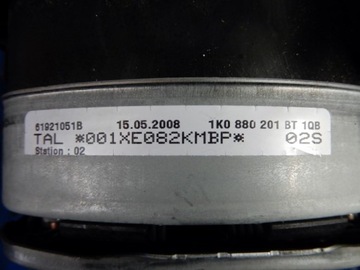 61921051B 15.05.2008 1K0 880 201 BT 1QB
TAL *001XE082KMBP* 02S
Station : 02